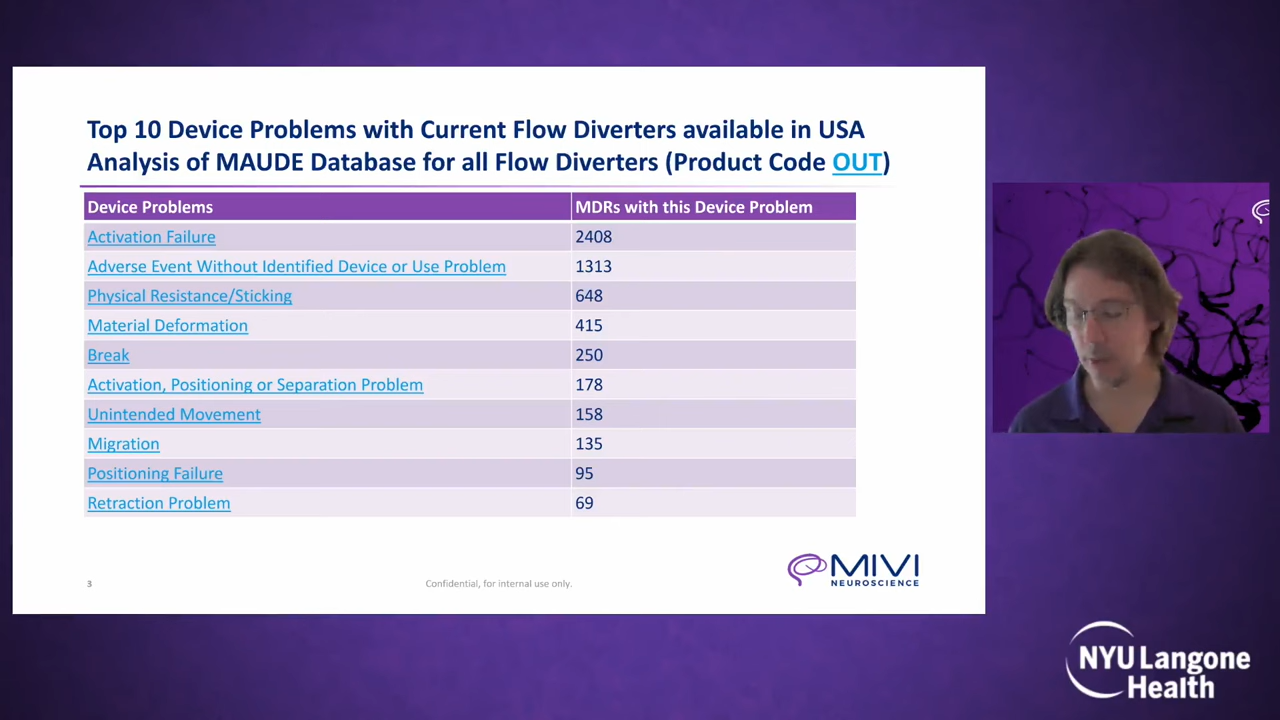 Top 10 Device Problems with Current Flow Diverters available in USA
Analysis of MAUDE Database for all Flow Diverters (Product Code OUT)
Device Problems MDRs with this Device Problem
Activation Failure 2408
Adverse Event Without Identified Device or Use Problem 1313
Physical Resistance/Sticking 648
Material Deformation 415
Break 250
Activation, Positioning or Separation Problem 178
Unintended Movement 158
Migration 135
Positioning Failure 95
Retraction Problem 69
3 Confidential, for internal use only.
MIVI
NEUROSCIENCE
NYU Langone
Health